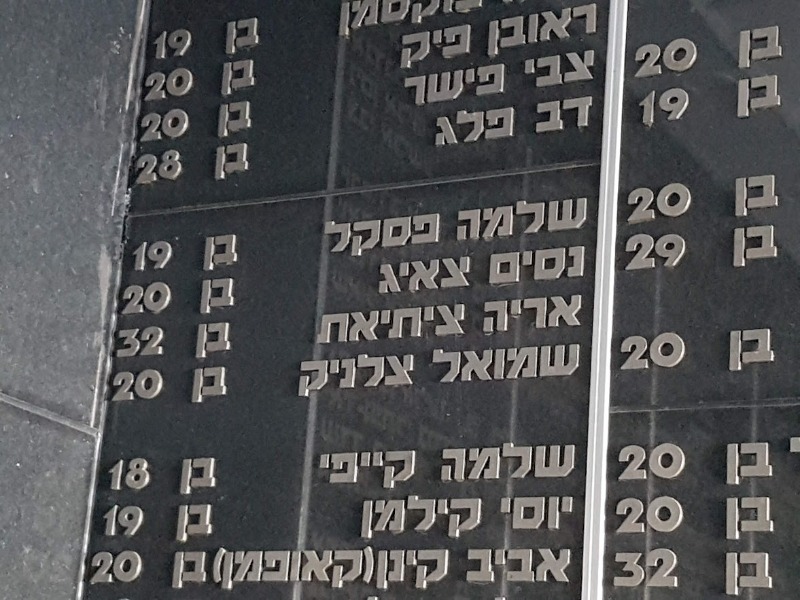 בן 20
בן 19
בן 20
בן 29
בן 20
בן 20
בן 20
בן 32
בן 19
ראובן פיק בן 20
צבי פישר בן 20
דב פלג בן 28
שלמה פסקל בן 19
נסים צאיג בן 20
אריה ציתיאת בן 32
שמואל צלניק בן 20
שלמה קייפי בן 18
יוסי קילמן בן 19
אביב קינן(קאופמן) בן 20